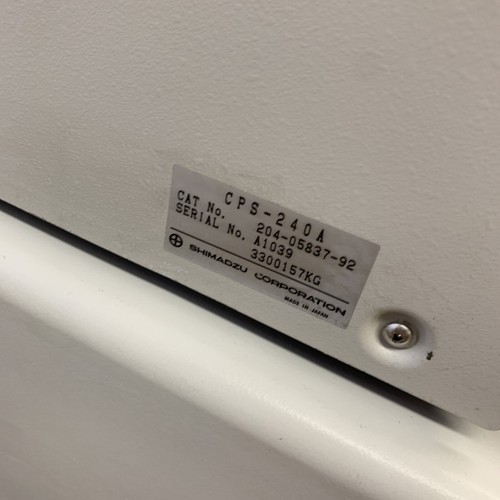 CPS-240A
CAT No. 204-05837-92
SERIAL No. A1039
3300157KG
SHIMADZU CORPORATION
MADE IN JAPAN